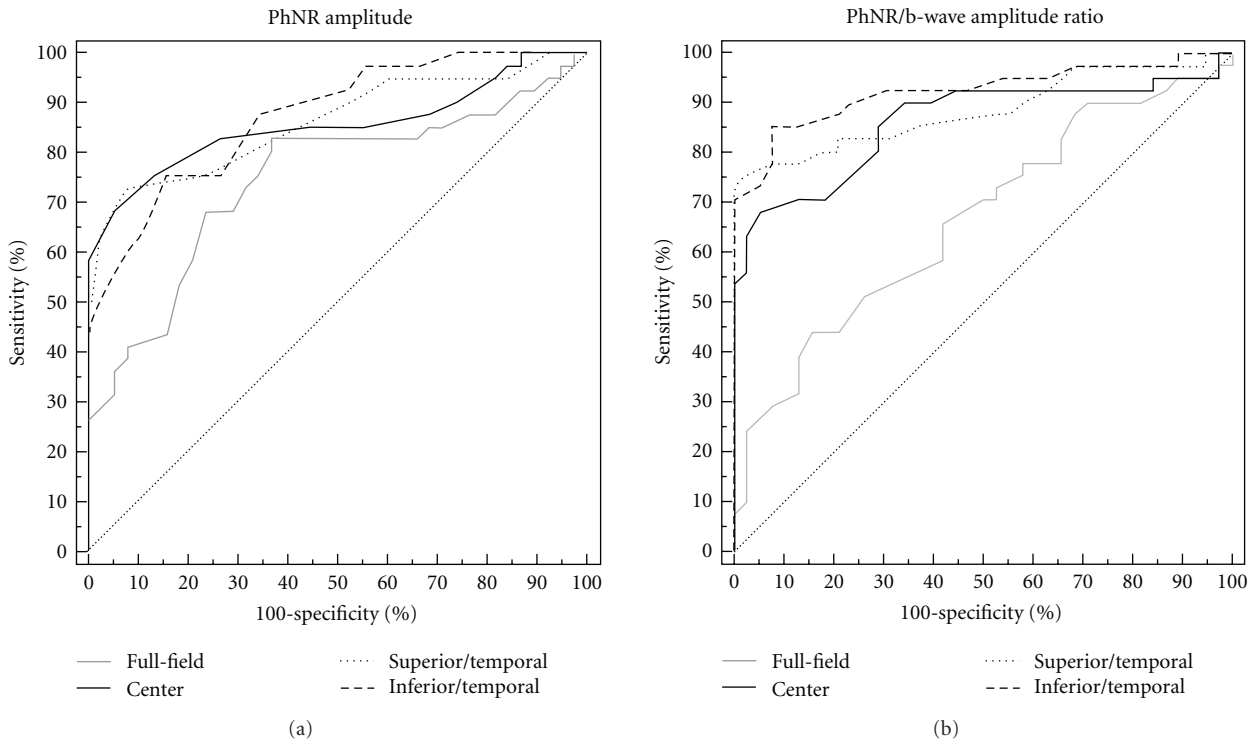 PhNR amplitude
100
90
80
70
60
50
40
30
20
10
0
Sensitivity (%)
0 10 20 30 40 50 60 70 80 90 100
100-specificity (%)
Full-field
Center
Superior/temporal
Inferior/temporal
(a)
PhNR/b-wave amplitude ratio
100
90
80
70
60
50
40
30
20
10
0
Sensitivity (%)
0 10 20 30 40 50 60 70 80 90 100
100-specificity (%)
Full-field
Center
Superior/temporal
Inferior/temporal
(b)